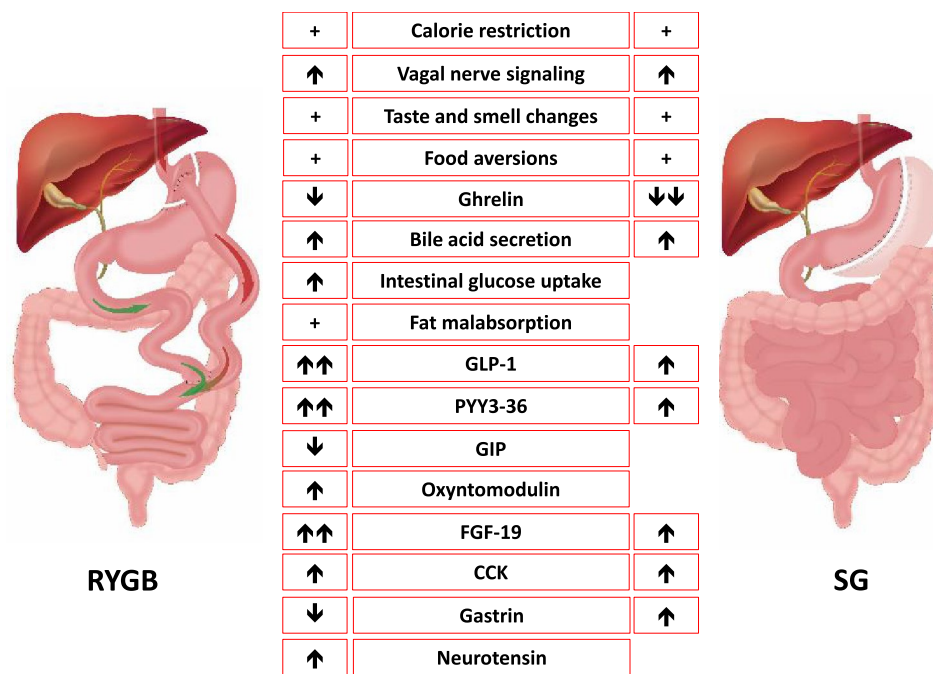 + Calorie restriction +
↑ Vagal nerve signaling ↑
+ Taste and smell changes +
+ Food aversions +
↓ Ghrelin ↓↓
↑ Bile acid secretion ↑
↑ Intestinal glucose uptake
+ Fat malabsorption
↑↑ GLP-1 ↑
↑↑ PYY3-36 ↑
↓ GIP
↑ Oxyntomodulin
↑↑ FGF-19 ↑
↑ CCK ↑
↓ Gastrin ↑
↑ Neurotensin
RYGB
SG